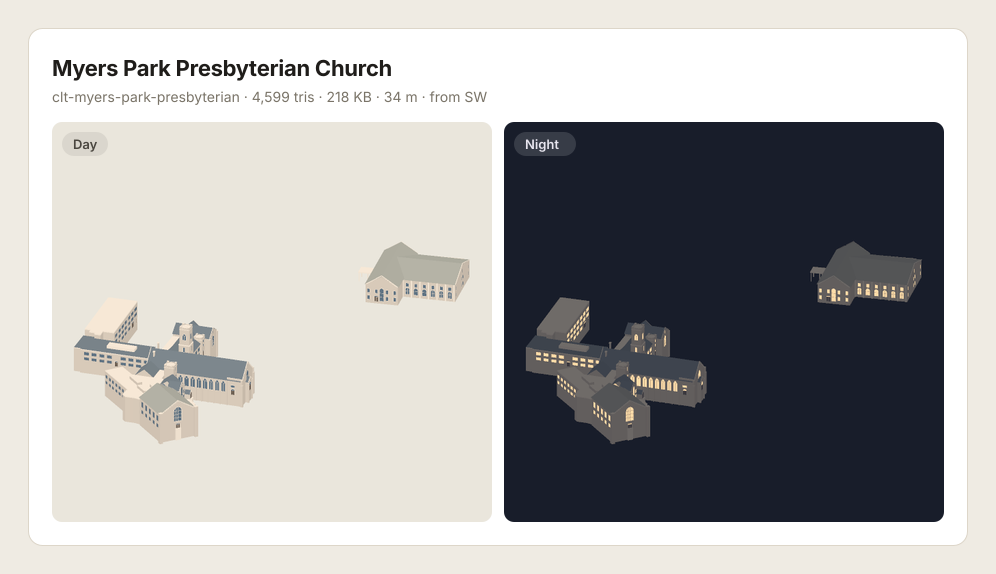 Myers Park Presbyterian Church
clt-myers-park-presbyterian · 4,599 tris · 218 KB · 34 m · from SW
Day
Night